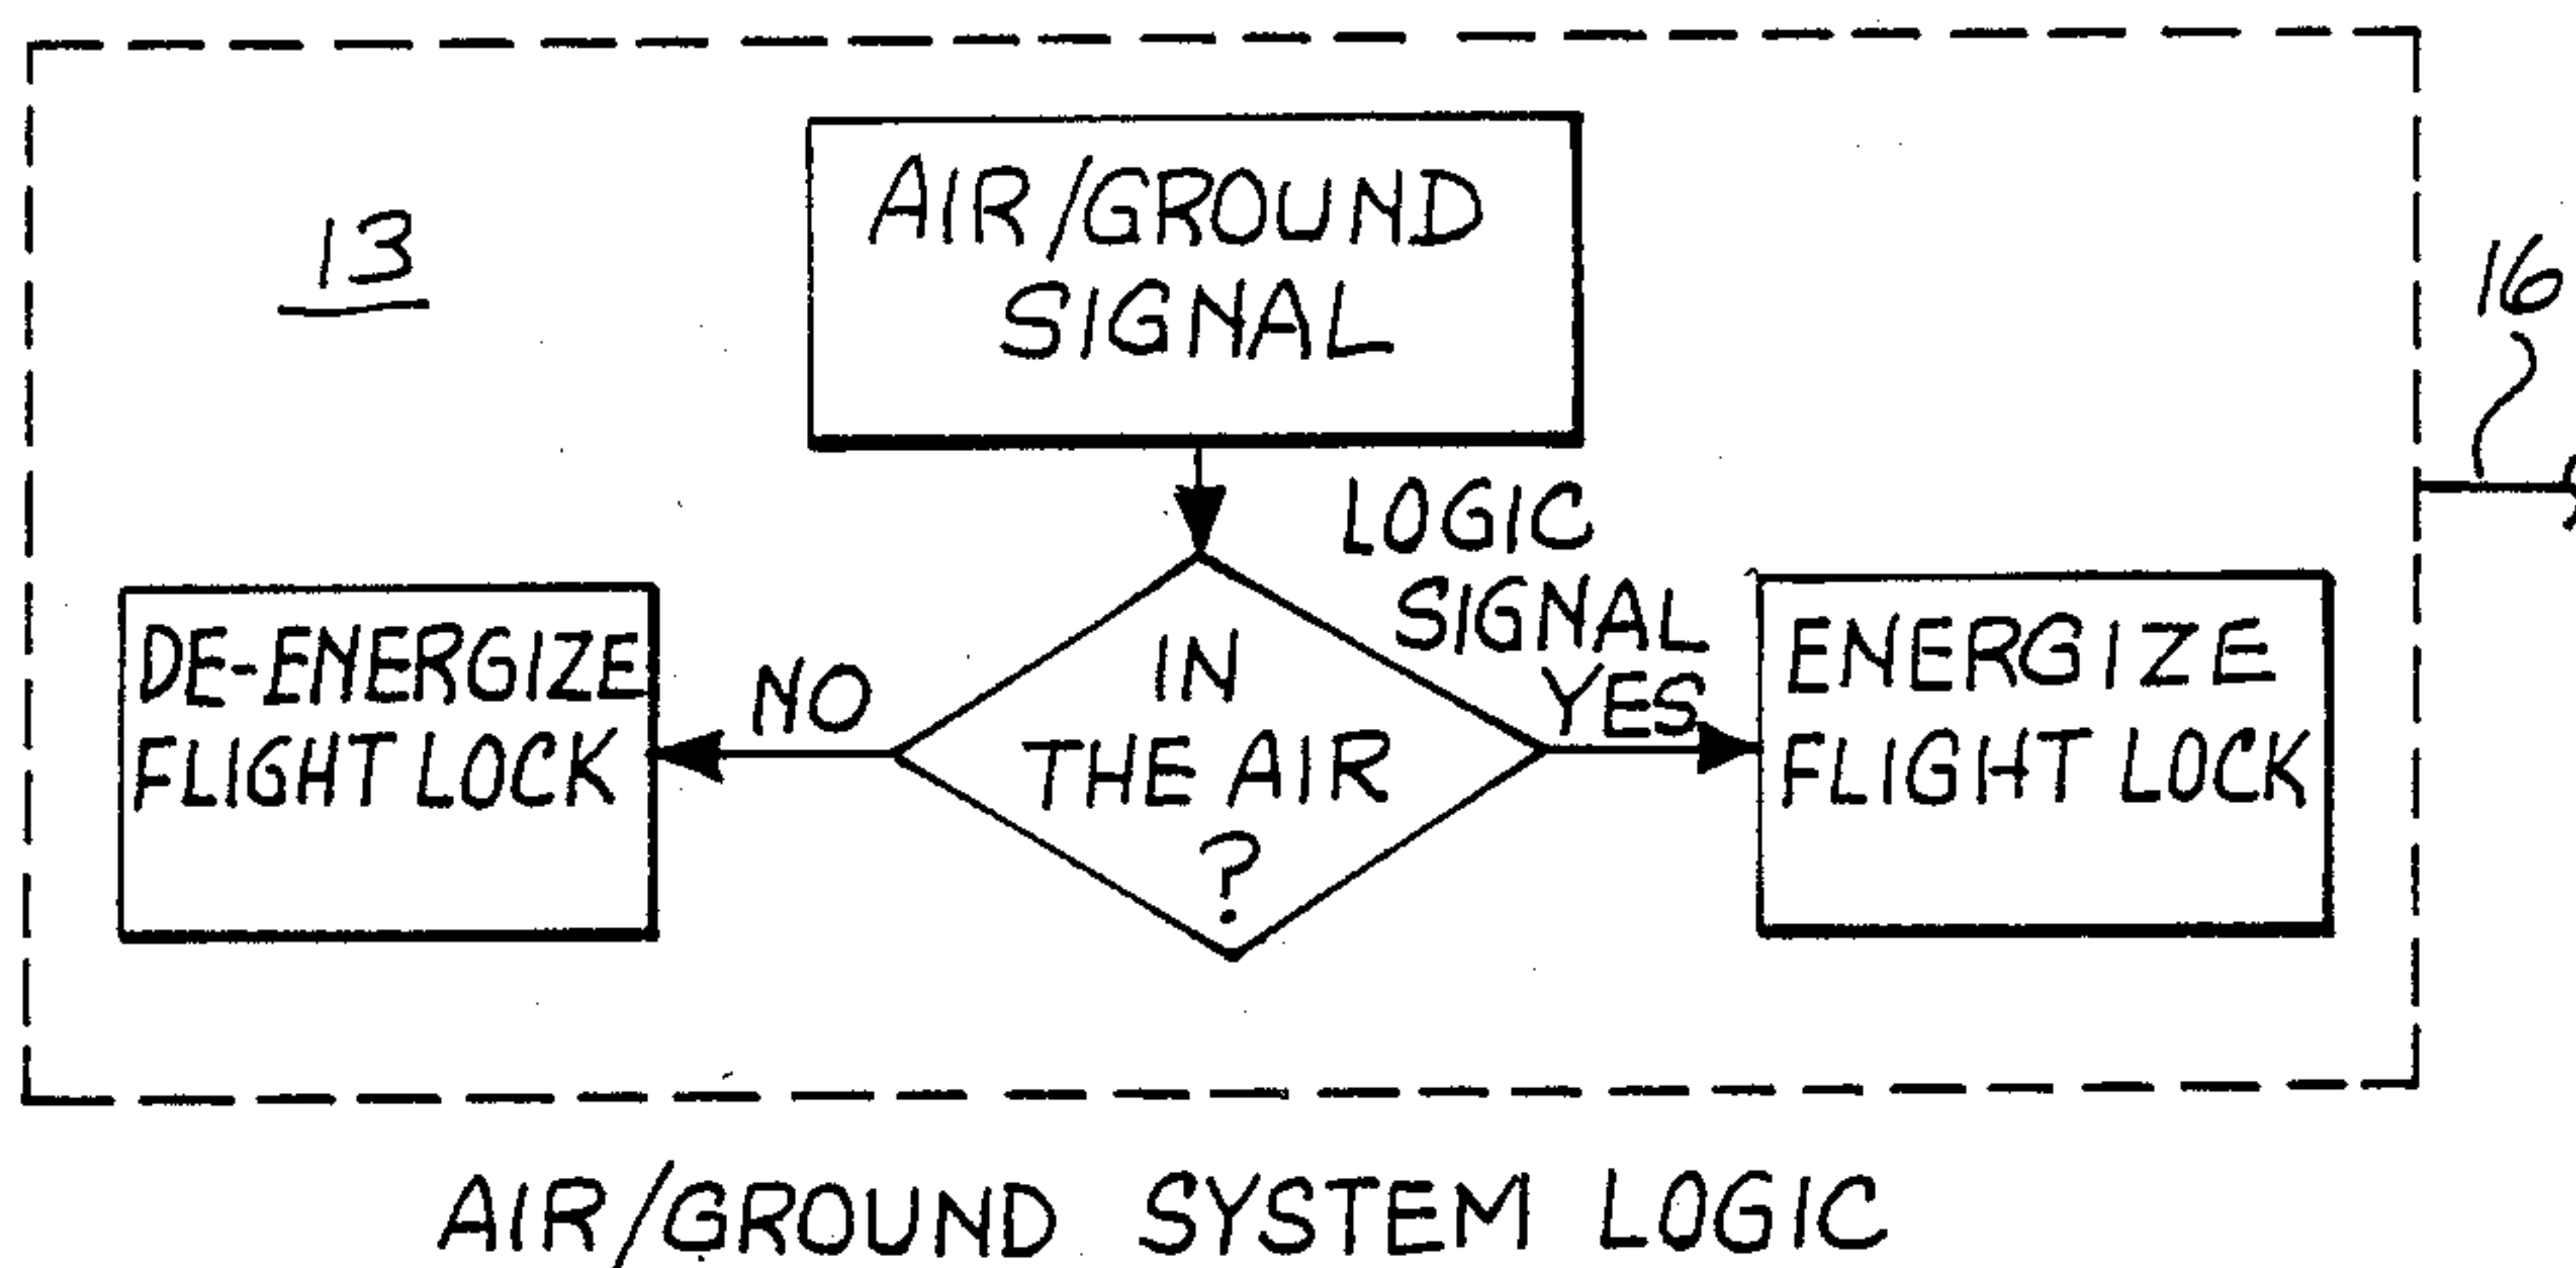 13
AIR/GROUND
SIGNAL
16
LOGIC
SIGNAL
YES
NO
IN
THE AIR
?
DE-ENERGIZE
FLIGHT LOCK
ENERGIZE
FLIGHT LOCK
AIR/GROUND SYSTEM LOGIC